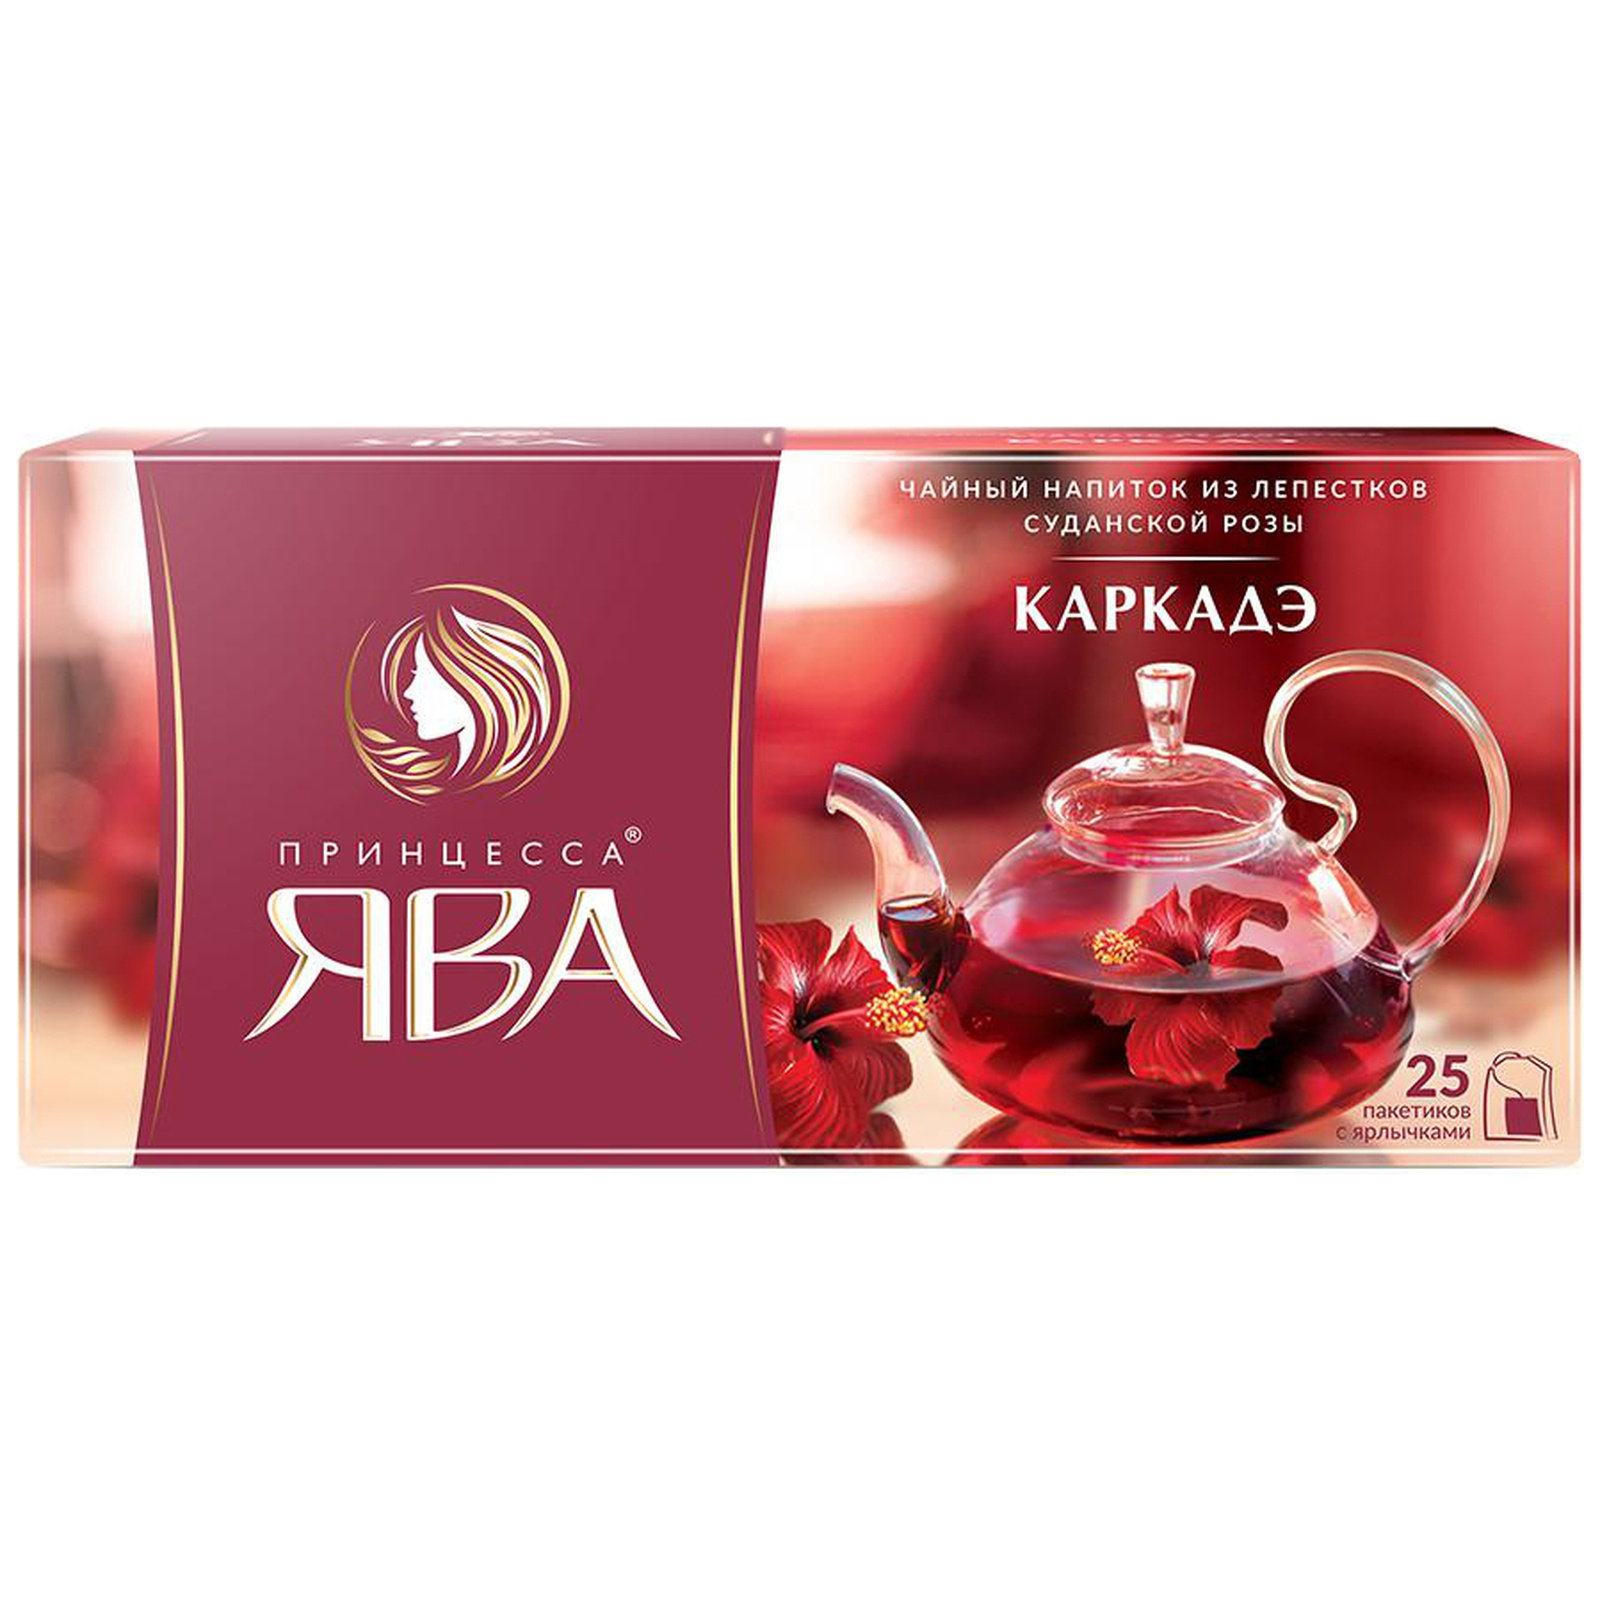 ПРИНЦЕССА®
ЯВА
ЧАЙНЫЙ НАПИТОК ИЗ ЛЕПЕСТКОВ
СУДАНСКОЙ РОЗЫ
КАРКАДЭ
25
пакетиков
с ярлычками